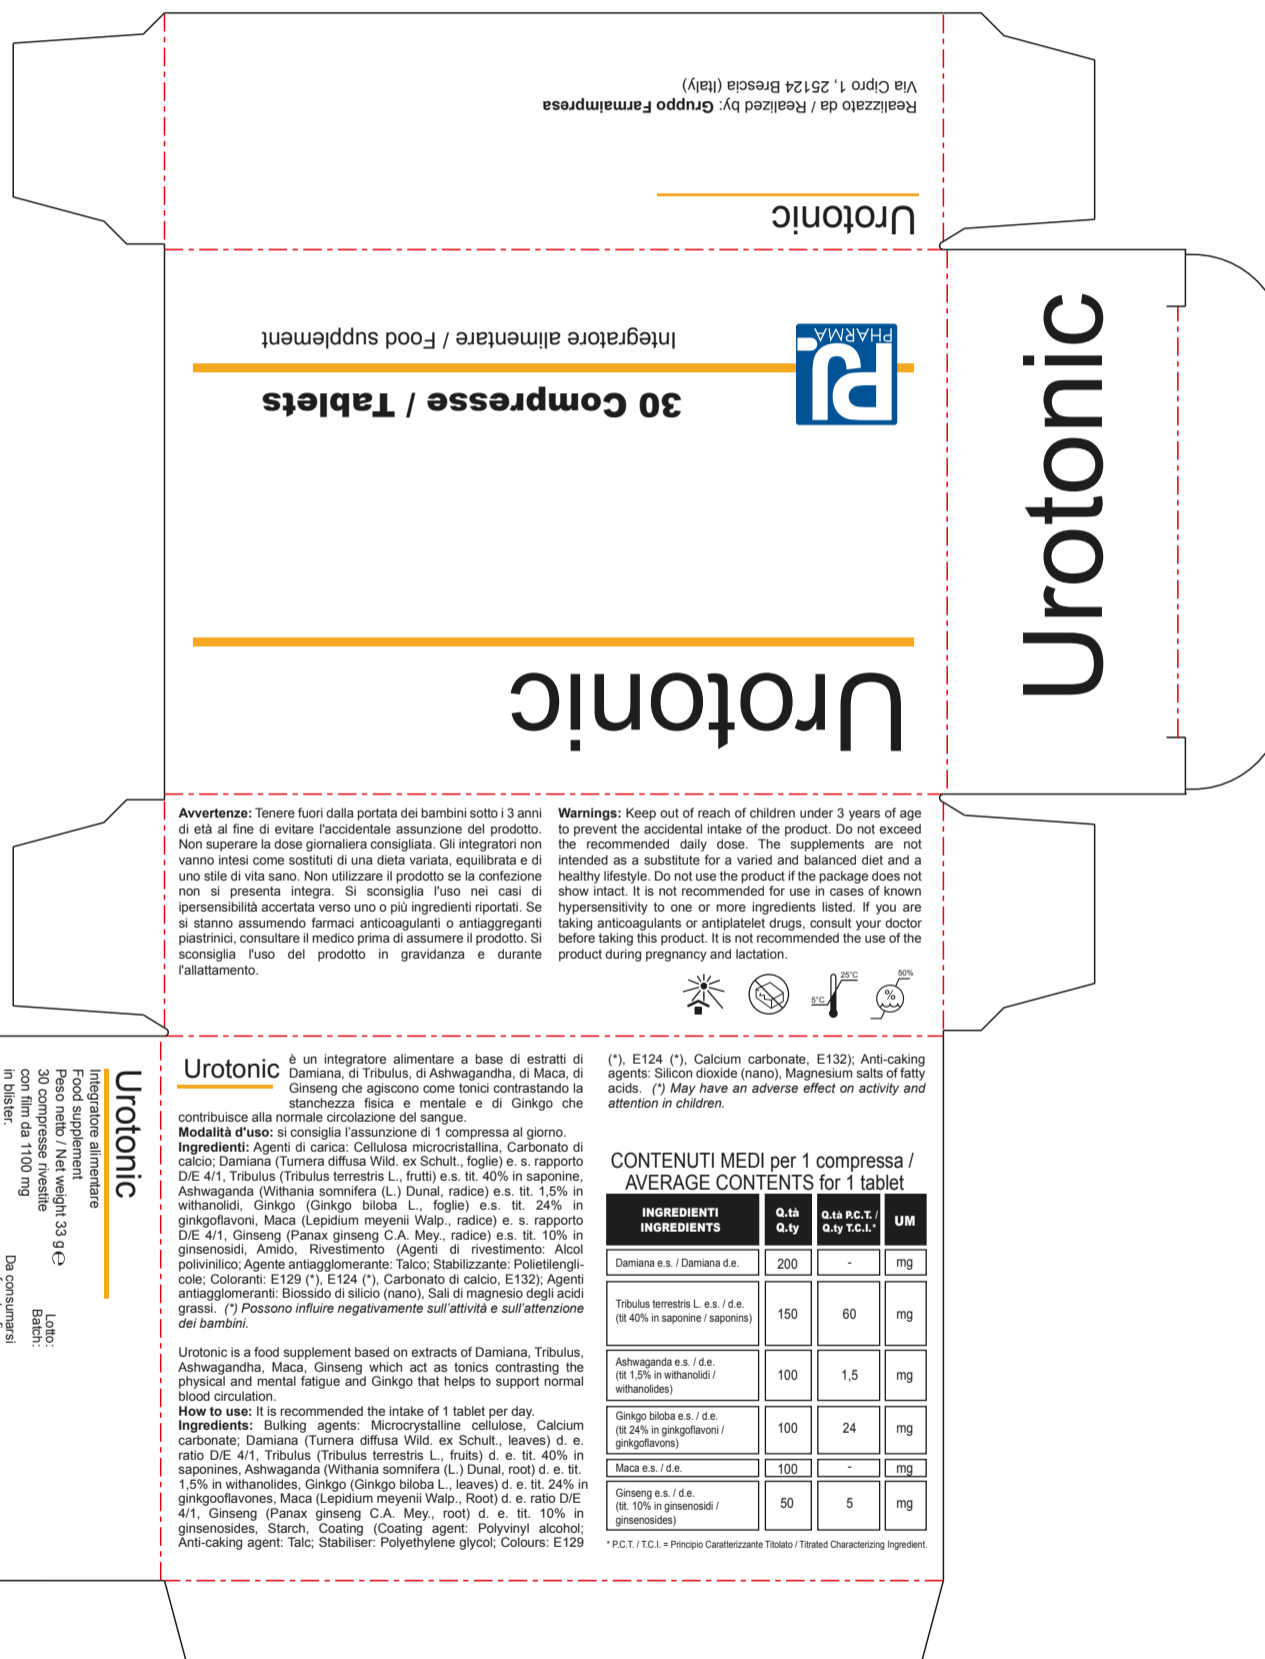 Via Cipro 1, 25124 Brescia (Italy)
Realizzato da / Realized by: Gruppo Farmaimpresa
Urotonic
Integratore alimentare / Food supplement
PJ
PHARMA
30 Compresse / Tablets
Urotonic
Urotonic
Avvertenze: Tenere fuori dalla portata dei bambini sotto i 3 anni
di età al fine di evitare l'accidentale assunzione del prodotto.
Non superare la dose giornaliera consigliata. Gli integratori non
vanno intesi come sostituti di una dieta variata, equilibrata e di
uno stile di vita sano. Non utilizzare il prodotto se la confezione
non si presenta integra. Si sconsiglia l'uso nei casi di
ipersensibilità accertata verso uno o più ingredienti riportati. Se
si stanno assumendo farmaci anticoagulanti o antiaggreganti
piastrinici, consultare il medico prima di assumere il prodotto. Si
sconsiglia l'uso del prodotto in gravidanza e durante
l'allattamento.
Warnings: Keep out of reach of children under 3 years of age
to prevent the accidental intake of the product. Do not exceed
the recommended daily dose. The supplements are not
intended as a substitute for a varied and balanced diet and a
healthy lifestyle. Do not use the product if the package does not
show intact. It is not recommended for use in cases of known
hypersensitivity to one or more ingredients listed. If you are
taking anticoagulants or antiplatelet drugs, consult your doctor
before taking this product. It is not recommended the use of the
product during pregnancy and lactation.
25°C
5°C
50%
%
Urotonic
Integratore alimentare
Food supplement
Peso netto / Net weight 33 g ℮
30 compresse rivestite
con film da 1100 mg
in blister.
Lotto:
Batch:
Da consumarsi
Urotonic è un integratore alimentare a base di estratti di
Damiana, di Tribulus, di Ashwagandha, di Maca, di
Ginseng che agiscono come tonici contrastando la
stanchezza fisica e mentale e di Ginkgo che
contribuisce alla normale circolazione del sangue.
Modalità d'uso: si consiglia l'assunzione di 1 compressa al giorno.
Ingredienti: Agenti di carica: Cellulosa microcristallina, Carbonato di
calcio; Damiana (Turnera diffusa Wild. ex Schult., foglie) e. s. rapporto
D/E 4/1, Tribulus (Tribulus terrestris L., frutti) e.s. tit. 40% in saponine,
Ashwaganda (Withania somnifera (L.) Dunal, radice) e.s. tit. 1,5% in
withanolidi, Ginkgo (Ginkgo biloba L., foglie) e.s. tit. 24% in
ginkgoflavoni, Maca (Lepidium meyenii Walp., radice) e. s. rapporto
D/E 4/1, Ginseng (Panax ginseng C.A. Mey., radice) e.s. tit. 10% in
ginsenosidi, Amido, Rivestimento (Agenti di rivestimento: Alcol
polivinilico; Agente antiagglomerante: Talco; Stabilizzante: Polietilengli-
cole; Coloranti: E129 (*), E124 (*), Carbonato di calcio, E132); Agenti
antiagglomeranti: Biossido di silicio (nano), Sali di magnesio degli acidi
grassi. (*) Possono influire negativamente sull'attività e sull'attenzione
dei bambini.
Urotonic is a food supplement based on extracts of Damiana, Tribulus,
Ashwagandha, Maca, Ginseng which act as tonics contrasting the
physical and mental fatigue and Ginkgo that helps to support normal
blood circulation.
How to use: It is recommended the intake of 1 tablet per day.
Ingredients: Bulking agents: Microcrystalline cellulose, Calcium
carbonate; Damiana (Turnera diffusa Wild. ex Schult., leaves) d. e.
ratio D/E 4/1, Tribulus (Tribulus terrestris L., fruits) d. e. tit. 40% in
saponines, Ashwaganda (Withania somnifera (L.) Dunal, root) d. e. tit.
1,5% in withanolides, Ginkgo (Ginkgo biloba L., leaves) d. e. tit. 24% in
ginkgooflavones, Maca (Lepidium meyenii Walp., Root) d. e. ratio D/E
4/1, Ginseng (Panax ginseng C.A. Mey., root) d. e. tit. 10% in
ginsenosides, Starch, Coating (Coating agent: Polyvinyl alcohol;
Anti-caking agent: Talc; Stabiliser: Polyethylene glycol; Colours: E129
(*), E124 (*), Calcium carbonate, E132); Anti-caking
agents: Silicon dioxide (nano), Magnesium salts of fatty
acids. (*) May have an adverse effect on activity and
attention in children.
CONTENUTI MEDI per 1 compressa /
AVERAGE CONTENTS for 1 tablet
INGREDIENTI INGREDIENTS Q.tà Q.ty Q.tà P.C.T. / Q.ty T.C.I.* UM
Damiana e.s. / Damiana d.e. 200 - mg
Tribulus terrestris L. e.s. / d.e.
(tit 40% in saponine / saponins) 150 60 mg
Ashwaganda e.s. / d.e.
(tit 1,5% in withanolidi / 100 1,5 mg
withanolides)
Ginkgo biloba e.s. / d.e.
(tit 24% in ginkgoflavoni / 100 24 mg
ginkgoflavons)
Maca e.s. / d.e. 100 - mg
Ginseng e.s. / d.e.
(tit. 10% in ginsenosidi / 50 5 mg
ginsenosides)
* P.C.T. / T.C.I. = Principio Caratterizzante Titolato / Titrated Characterizing Ingredient.